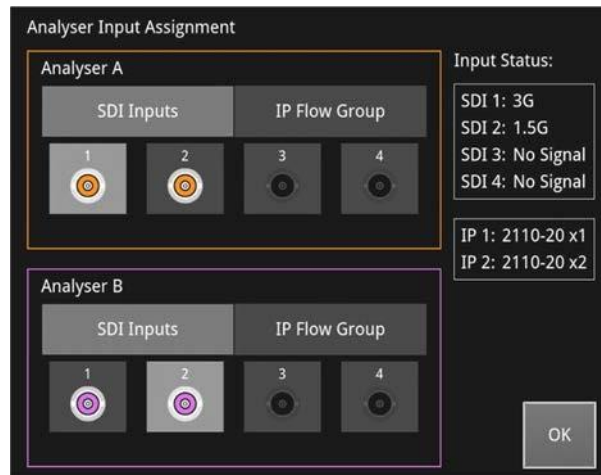 Analyser Input Assignment
Analyser A
SDI Inputs IP Flow Group
1 2 3 4
Analyser B
SDI Inputs IP Flow Group
1 2 3 4
Input Status:
SDI 1: 3G
SDI 2: 1.5G
SDI 3: No Signal
SDI 4: No Signal
IP 1: 2110-20 x1
IP 2: 2110-20 x2
OK